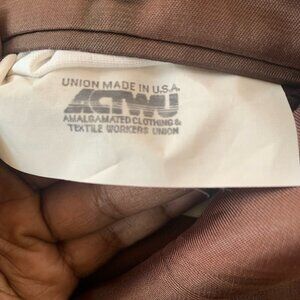 UNION MADE IN U.S.A.
ACTWU
AMALGAMATED CLOTHING &
TEXTILE WORKERS UNION